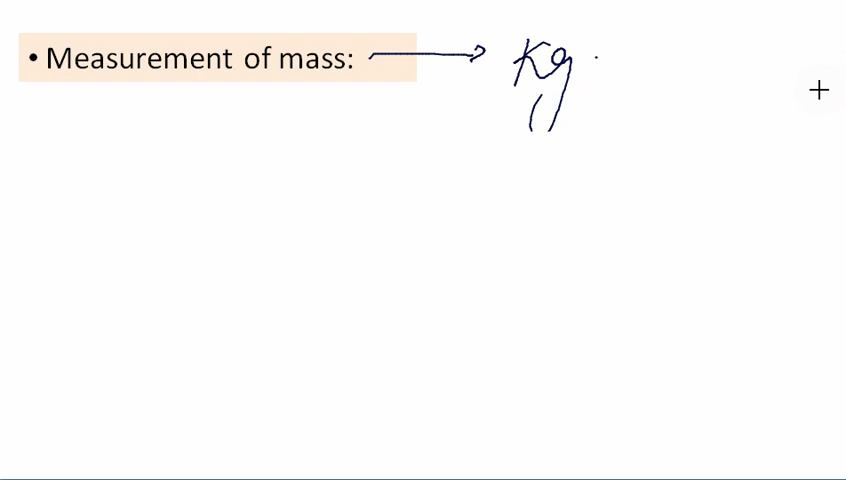 • Measurement of mass: → Kg